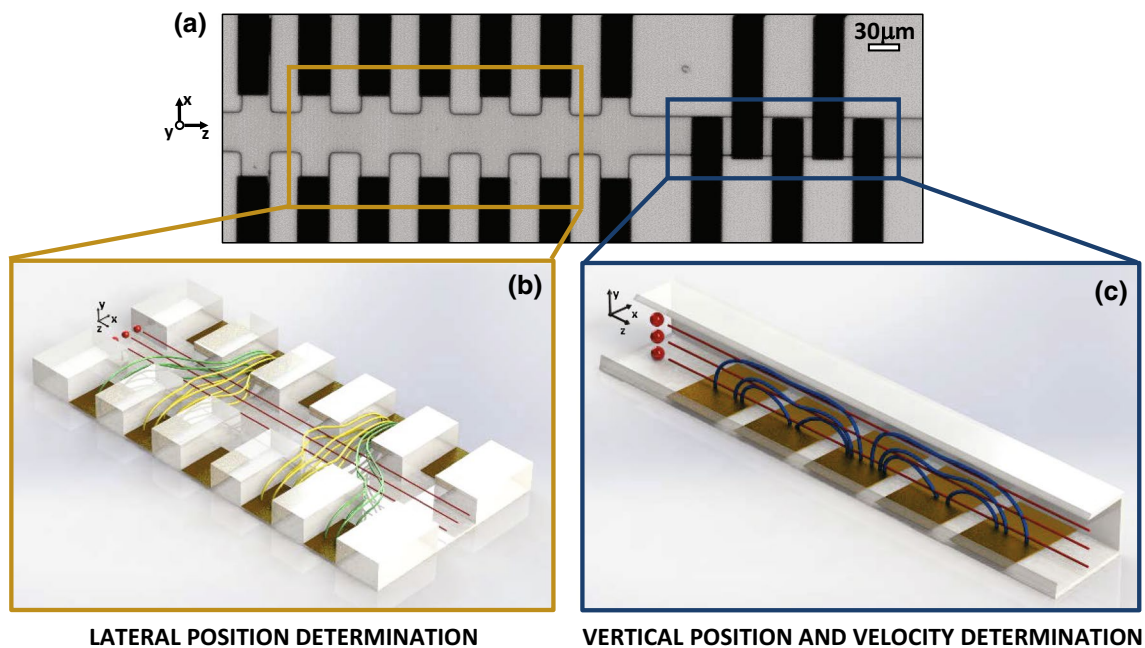 (a)
30μm
x
y z
(b)
y
x
z
(c)
y
x
z
LATERAL POSITION DETERMINATION
VERTICAL POSITION AND VELOCITY DETERMINATION